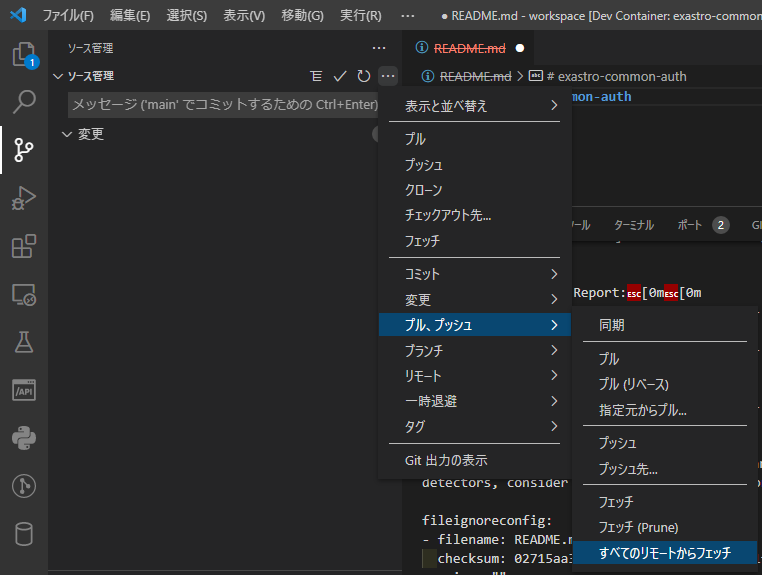 ファイル(F) 編集(E) 選択(S) 表示(V) 移動(G) 実行(R) ··· ● README.md - workspace [Dev Container: exastro-common
ソース管理 ···
README.md ●
ソース管理 ···
README.md > # exastro-common-auth
1
メッセージ ('main' でコミットするための Ctrl+Enter)
mon-auth
変更
表示と並べ替え
プル
プッシュ
クローン
チェックアウト先...
フェッチ
コミット
変更
プル、プッシュ
ブランチ
リモート
一時退避
タグ
Git 出力の表示
ール ターミナル ポート 2 GI
Report:ESC[0mESC[0m
同期
プル
プル (リベース)
指定元からプル...
プッシュ
プッシュ先...
フェッチ
フェッチ (Prune)
すべてのリモートからフェッチ
/API
detectors, consider
fileignoreconfig:
- filename: README.m
checksum: 02715aa3